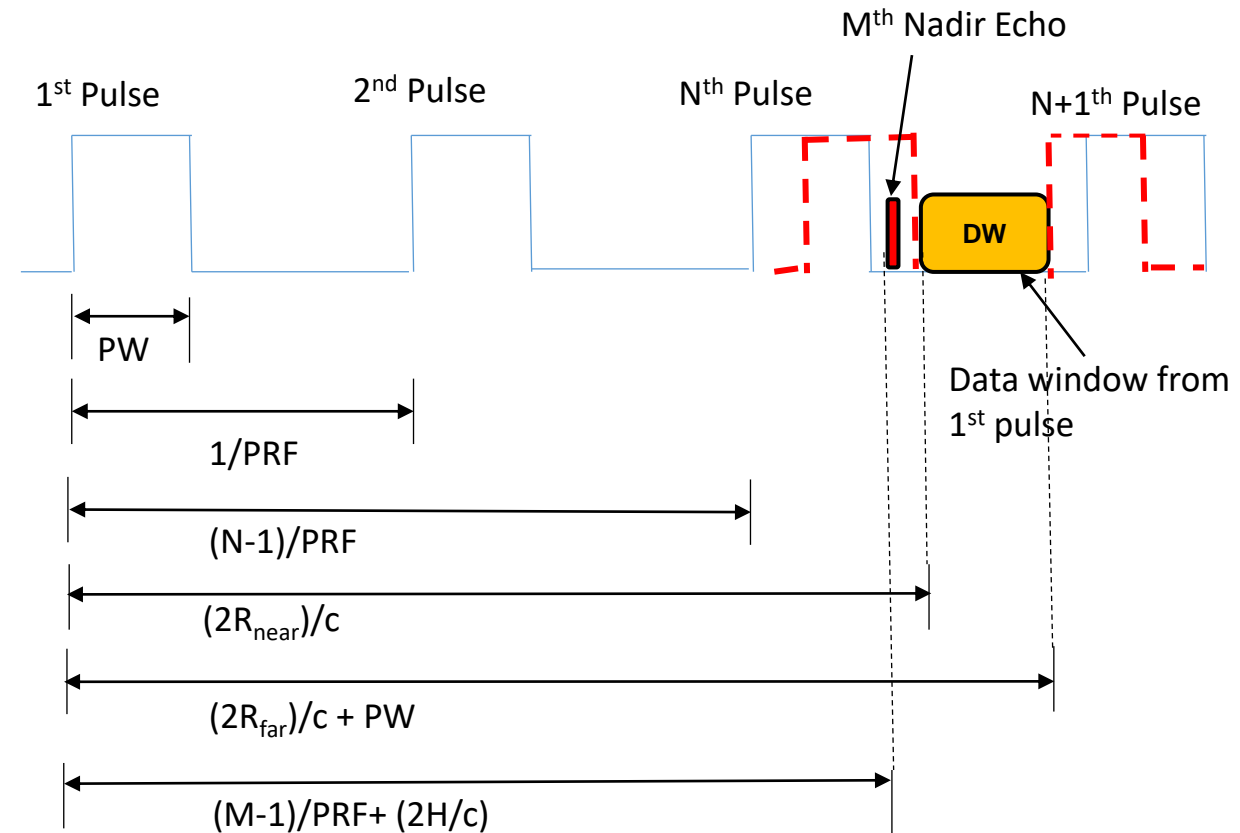 Mth Nadir Echo
1st Pulse
2nd Pulse
Nth Pulse
N+1th Pulse
DW
PW
Data window from
1st pulse
1/PRF
(N-1)/PRF
(2Rnear)/c
(2Rfar)/c + PW
(M-1)/PRF+ (2H/c)